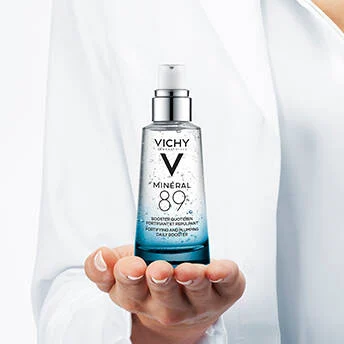 VICHY
LABORATOIRES
V
MINÉRAL
89
BOOSTER QUOTIDIEN
FORTIFIANT ET REPULPANT
FORTIFYING AND PLUMPING
DAILY BOOSTER